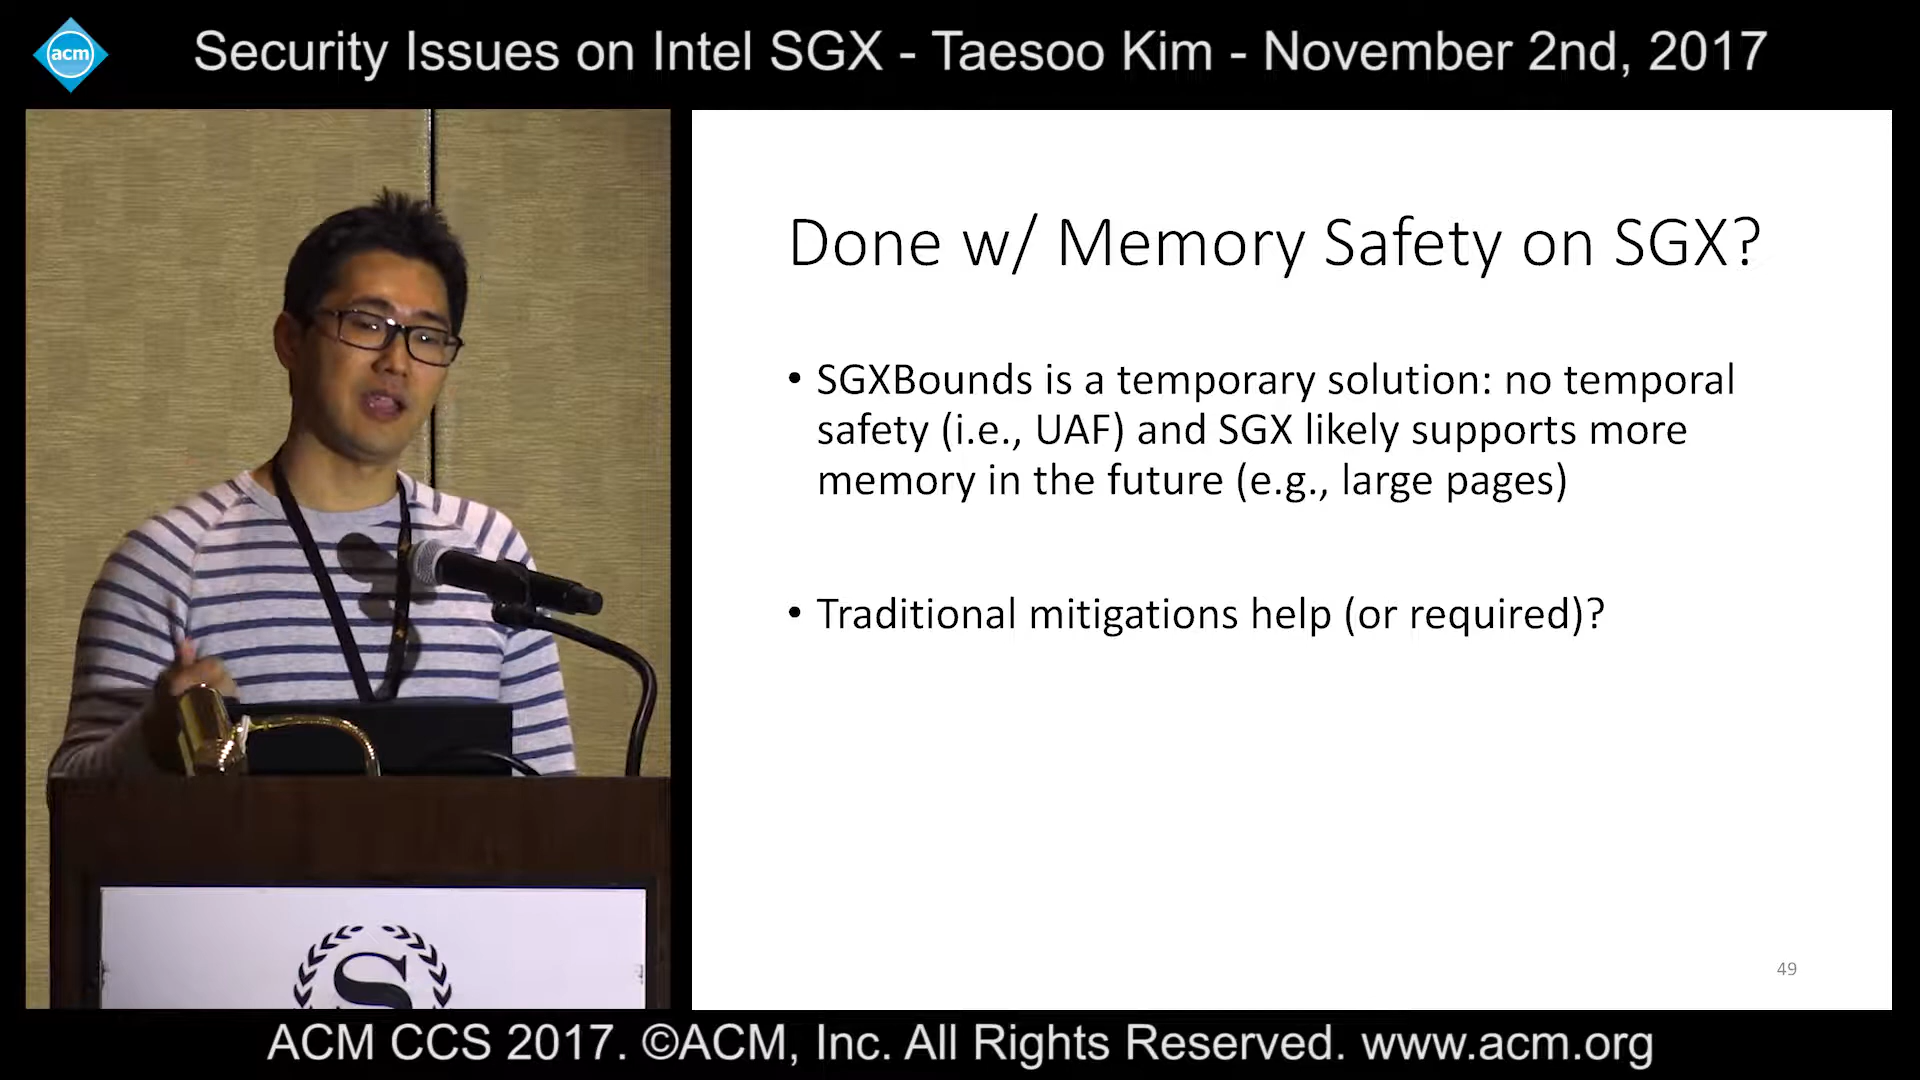 acm
Security Issues on Intel SGX - Taesoo Kim - November 2nd, 2017
Done w/ Memory Safety on SGX?
• SGXBounds is a temporary solution: no temporal
safety (i.e., UAF) and SGX likely supports more
memory in the future (e.g., large pages)
• Traditional mitigations help (or required)?
49
S
ACM CCS 2017. ©ACM, Inc. All Rights Reserved. www.acm.org